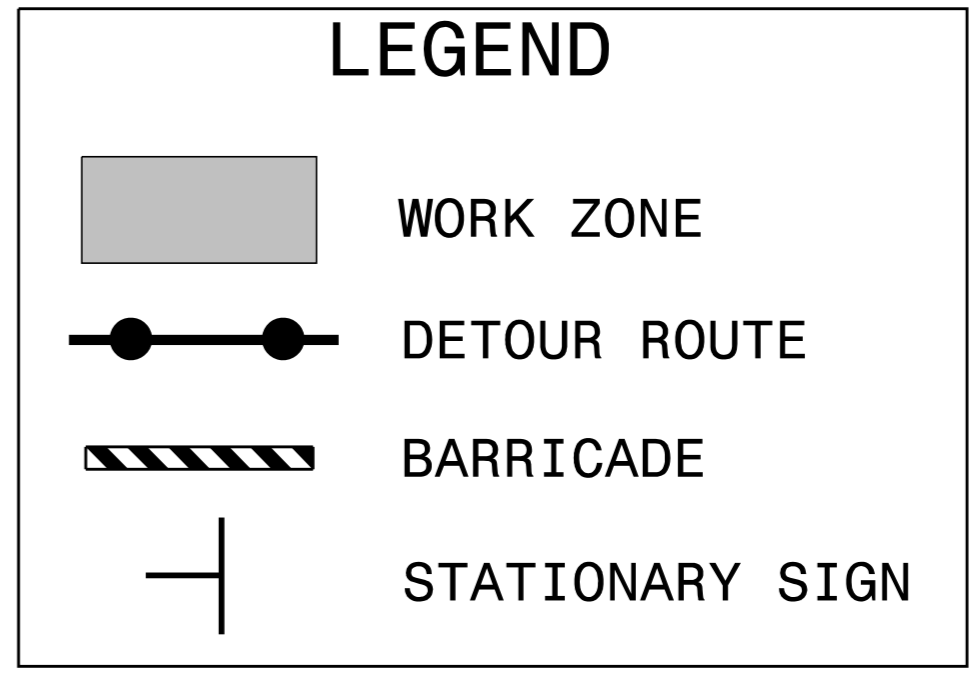 LEGEND
WORK ZONE
DETOUR ROUTE
BARRICADE
STATIONARY SIGN